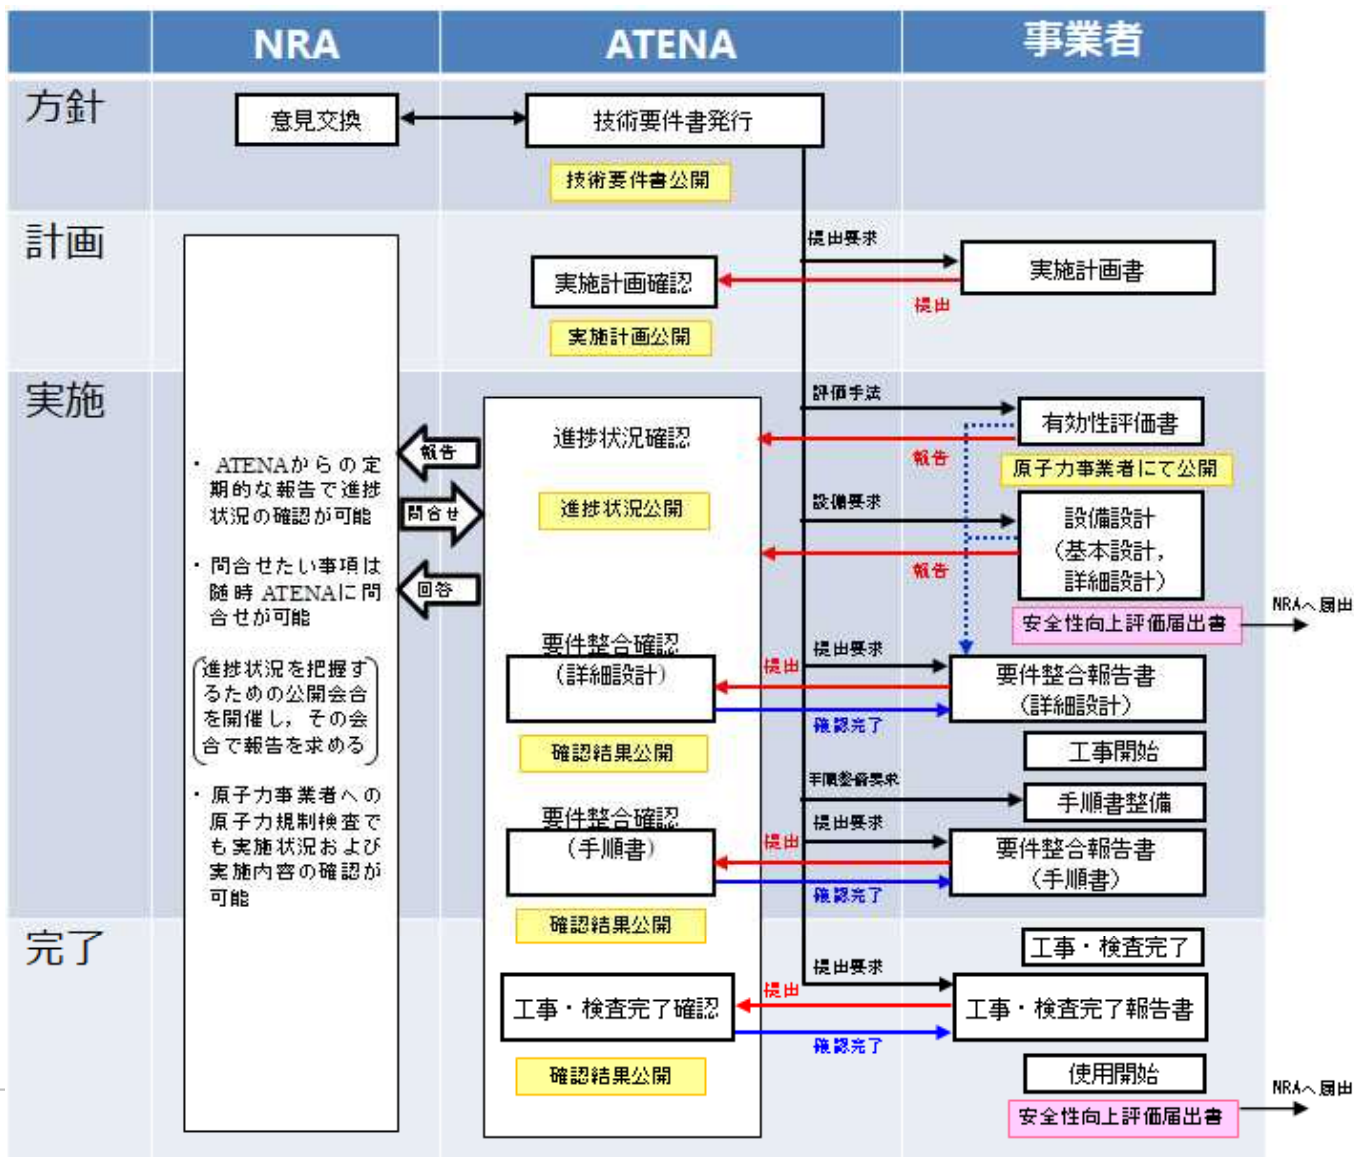 NRA
ATENA
事業者
方針
意見交換
技術要件書発行
技術要件書公開
計画
提出要求
実施計画書
実施計画確認
提出
実施計画公開
実施
評価手法
有効性評価書
進捗状況確認
報告
原子力事業者にて公開
報告
・ ATENAからの定
期的な報告で進捗
状況の確認が可能
問合せ
進捗状況公開
設備要求
設備設計
（基本設計，
詳細設計）
報告
・ 問合せたい事項は
随時 ATENAに問
合せが可能
回答
安全性向上評価届出書
NRAへ届出
進捗状況を把握す
るための公開会合
を開催し，その会
合で報告を求める
要件整合確認
（詳細設計）
提出要求
提出
要件整合報告書
（詳細設計）
確認完了
確認結果公開
工事開始
・ 原子力事業者への
原子力規制検査で
も実施状況および
実施内容の確認が
可能
手順整備要求
手順書整備
要件整合確認
（手順書）
提出要求
提出
要件整合報告書
（手順書）
確認完了
確認結果公開
完了
工事・検査完了
提出要求
提出
工事・検査完了確認
工事・検査完了報告書
確認完了
確認結果公開
使用開始
安全性向上評価届出書
NRAへ届出